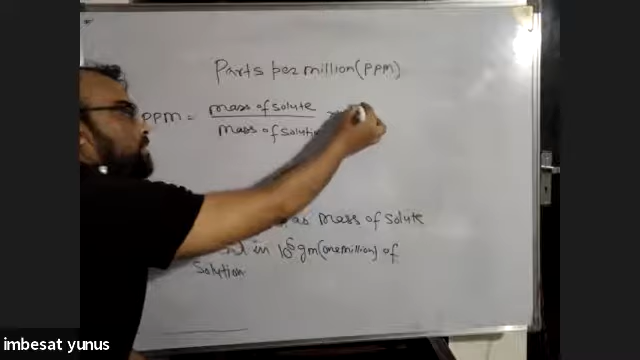 Parts per million (ppm)
PPM = mass of solute
mass of solution
as mass of solute
in 10⁶ gm (one million) of
solution
imbesat yunus